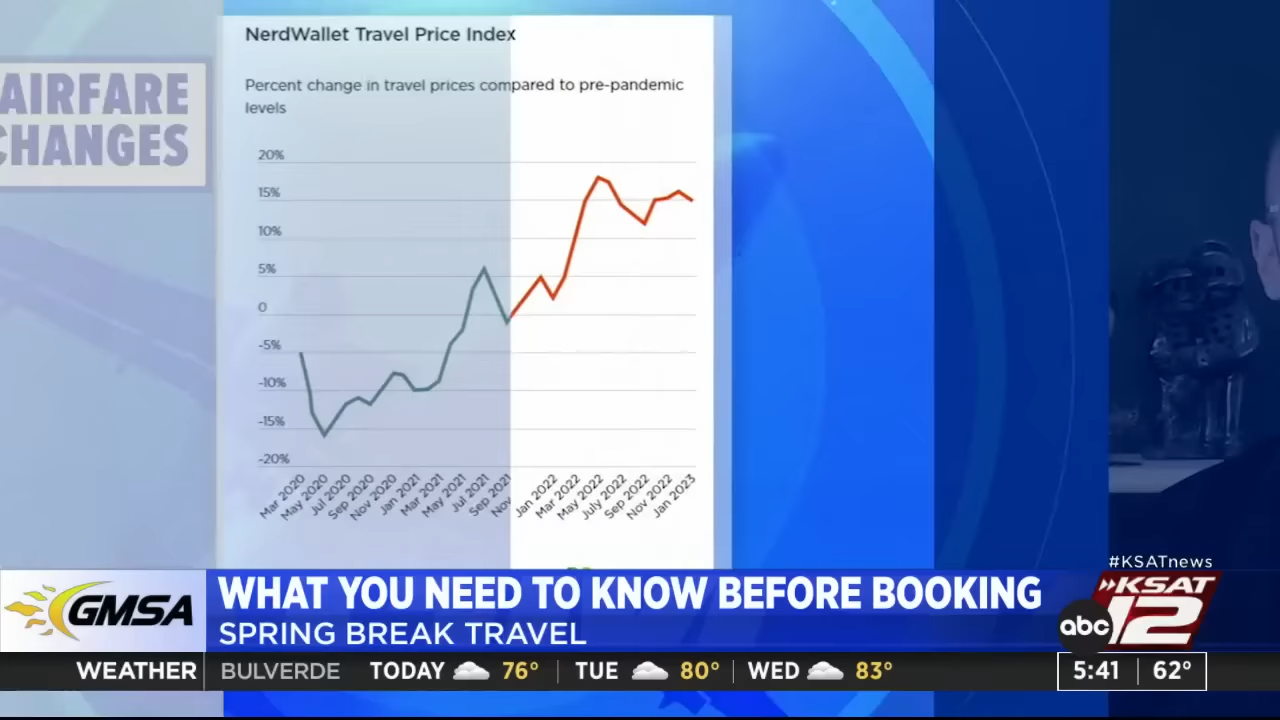 AIRFARE
CHANGES
NerdWallet Travel Price Index
Percent change in travel prices compared to pre-pandemic
levels
20%
15%
10%
5%
0
-5%
-10%
-15%
-20%
Mar 2020
May 2020
Jul 2020
Sep 2020
Nov 2020
Jan 2021
Mar 2021
May 2021
Jul 2021
Sep 2021
Nov
Jan 2022
Mar 2022
May 2022
July 2022
Sep 2022
Nov 2022
Jan 2023
#KSATnews
GMSA
WHAT YOU NEED TO KNOW BEFORE BOOKING
SPRING BREAK TRAVEL
abc KSAT 12
WEATHER BULVERDE TODAY 76° TUE 80° WED 83° 5:41 62°